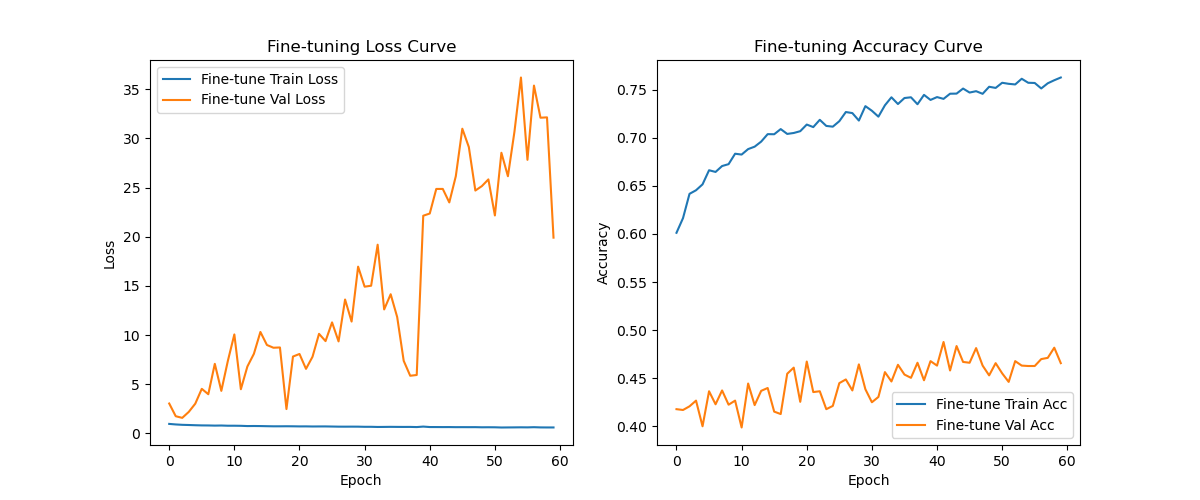 Fine-tuning Loss Curve
Fine-tune Train Loss
Fine-tune Val Loss
35
30
25
20
15
10
5
0
Loss
0 10 20 30 40 50 60
Epoch
Fine-tuning Accuracy Curve
0.75
0.70
0.65
0.60
0.55
0.50
0.45
0.40
Accuracy
Fine-tune Train Acc
Fine-tune Val Acc
0 10 20 30 40 50 60
Epoch